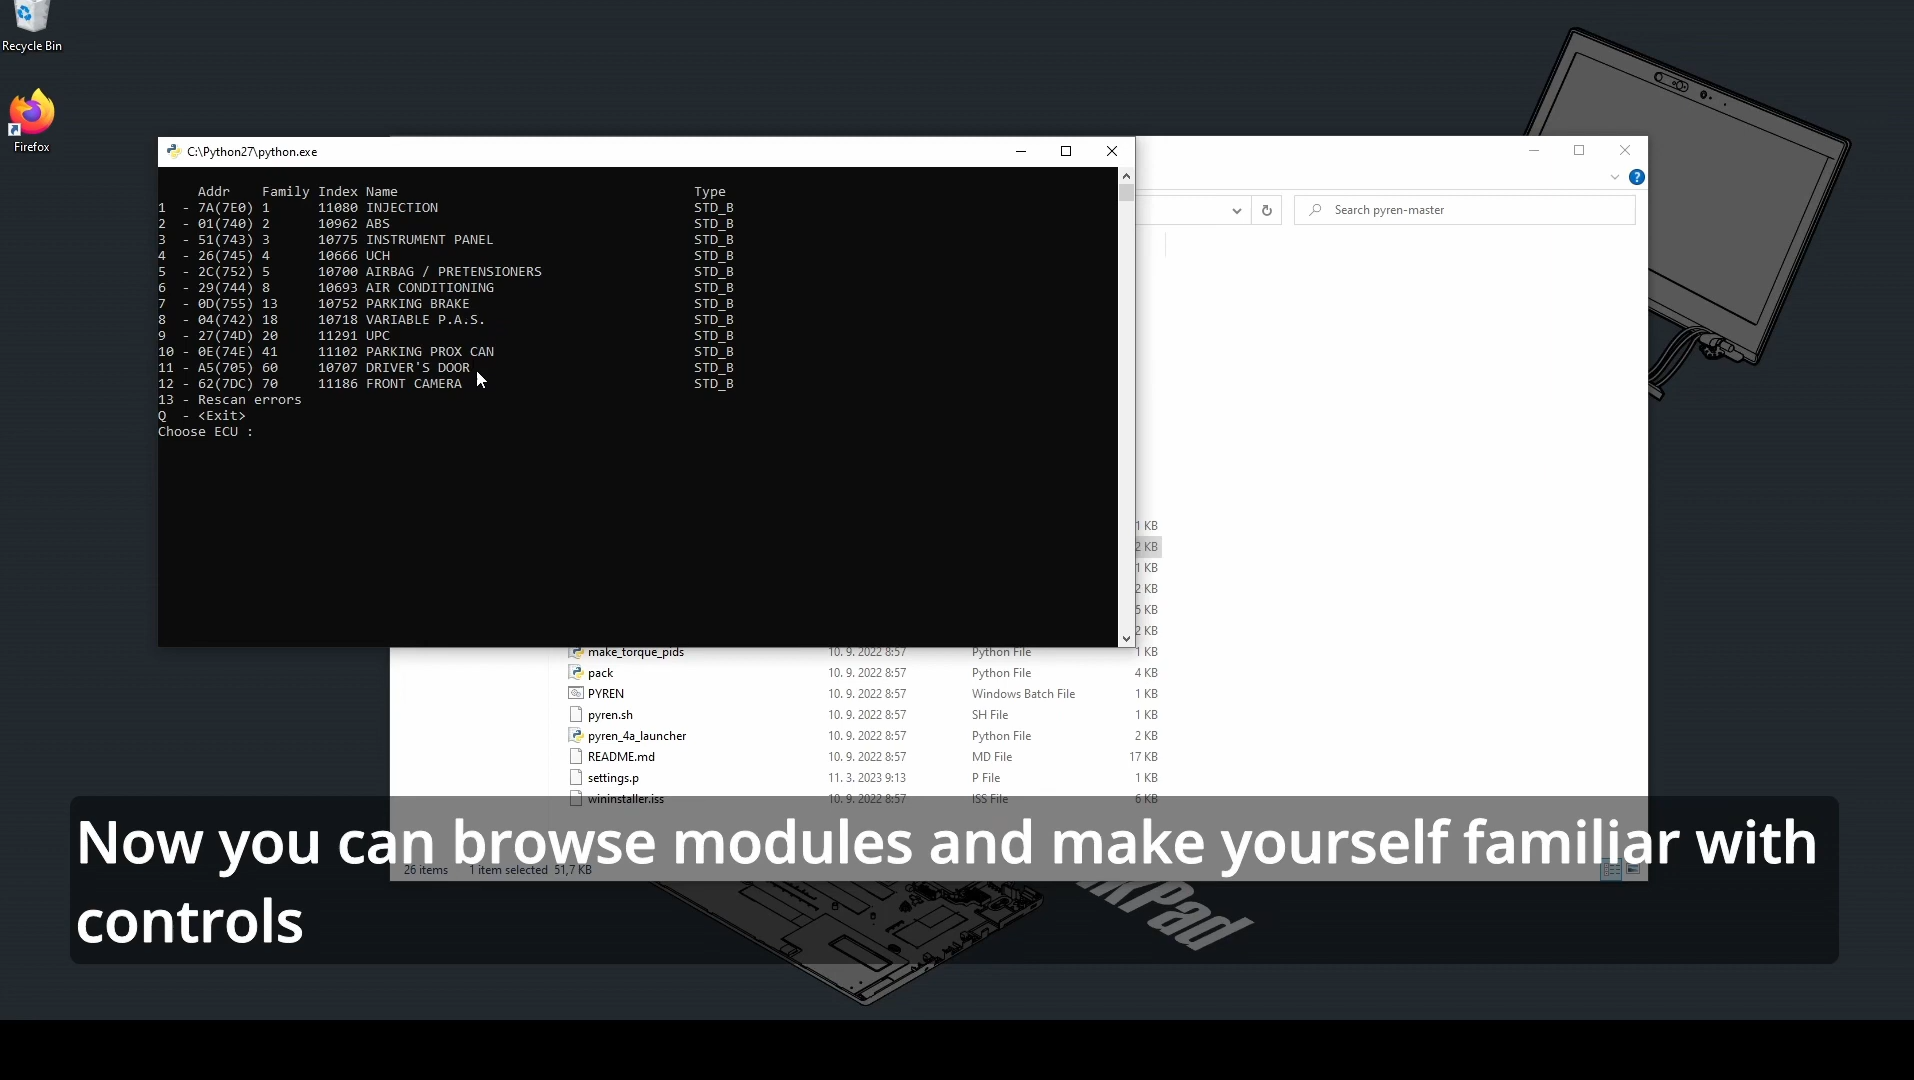 Recycle Bin
Firefox
C:\Python27\python.exe
Addr Family Index Name Type
1 - 7A(7E0) 1 11080 INJECTION STD_B
2 - 01(740) 2 10962 ABS STD_B
3 - 51(743) 3 10775 INSTRUMENT PANEL STD_B
4 - 26(745) 4 10666 UCH STD_B
5 - 2C(752) 5 10700 AIRBAG / PRETENSIONERS STD_B
6 - 29(744) 8 10693 AIR CONDITIONING STD_B
7 - 0D(755) 13 10752 PARKING BRAKE STD_B
8 - 04(742) 18 10718 VARIABLE P.A.S. STD_B
9 - 27(74D) 20 11291 UPC STD_B
10 - 0E(74E) 41 11102 PARKING PROX CAN STD_B
11 - A5(705) 60 10707 DRIVER'S DOOR STD_B
12 - 62(7DC) 70 11186 FRONT CAMERA STD_B
13 - Rescan errors
Q - <Exit>
Choose ECU :
Search pyren-master
1 KB
2 KB
1 KB
2 KB
5 KB
2 KB
make_torque_pids 10. 9. 2022 8:57 Python File 1 KB
pack 10. 9. 2022 8:57 Python File 4 KB
PYREN 10. 9. 2022 8:57 Windows Batch File 1 KB
pyren.sh 10. 9. 2022 8:57 SH File 1 KB
pyren_4a_launcher 10. 9. 2022 8:57 Python File 2 KB
README.md 10. 9. 2022 8:57 MD File 17 KB
settings.p 11. 3. 2023 9:13 P File 1 KB
wininstaller.iss 10. 9. 2022 8:57 ISS File 6 KB
26 items 1 item selected 51,7 KB
Now you can browse modules and make yourself familiar with
controls